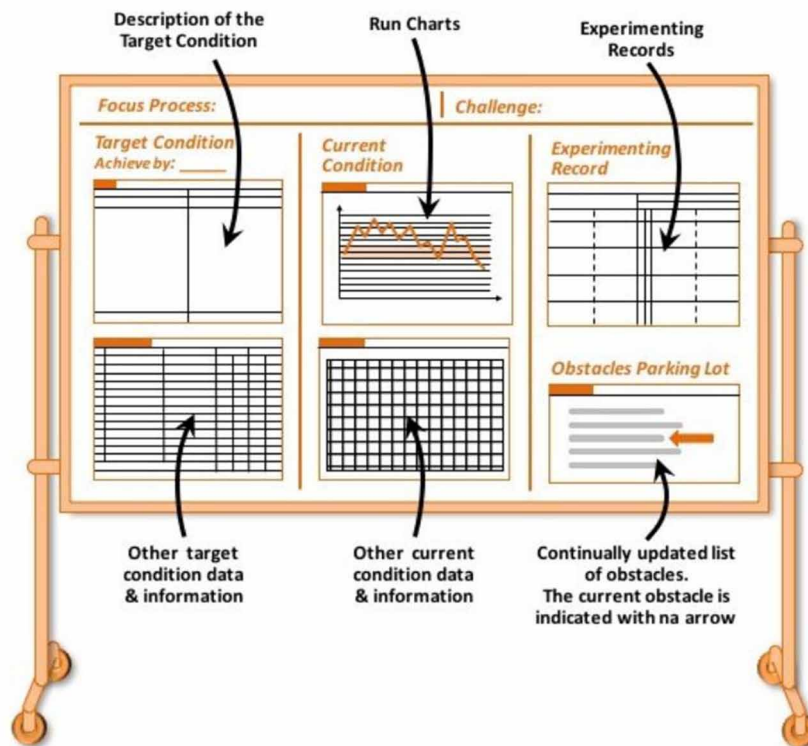 Description of the
Target Condition
Run Charts
Experimenting
Records
Focus Process:
Challenge:
Target Condition
Achieve by: _____
Current
Condition
Experimenting
Record
Obstacles Parking Lot
Other target
condition data
& information
Other current
condition data
& information
Continually updated list
of obstacles.
The current obstacle is
indicated with na arrow